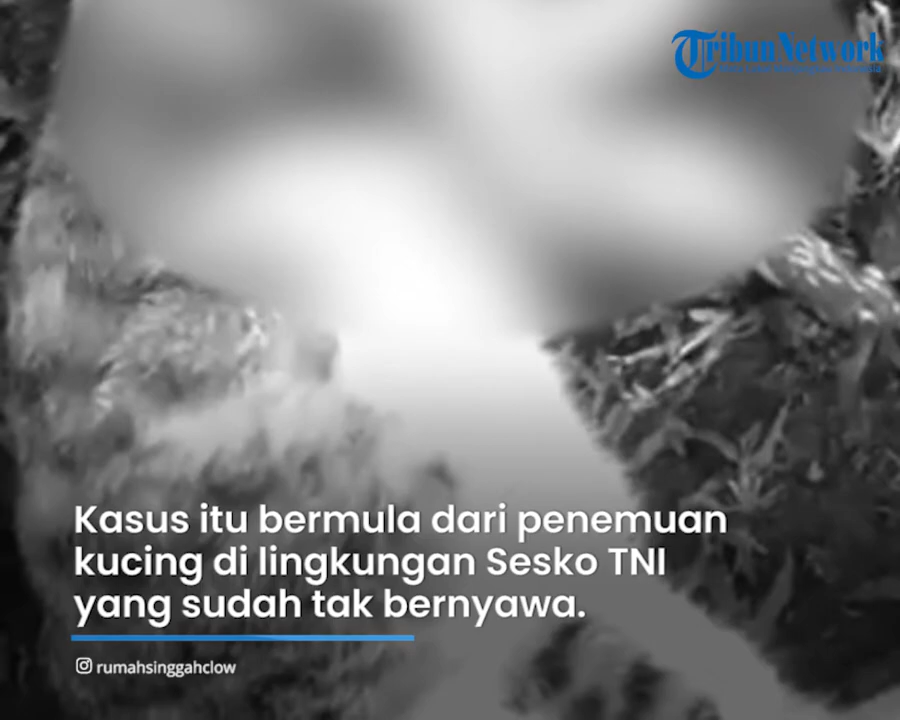 TribunNetwork
Kasus itu bermula dari penemuan
kucing di lingkungan Sesko TNI
yang sudah tak bernyawa.
rumahsinggahclow